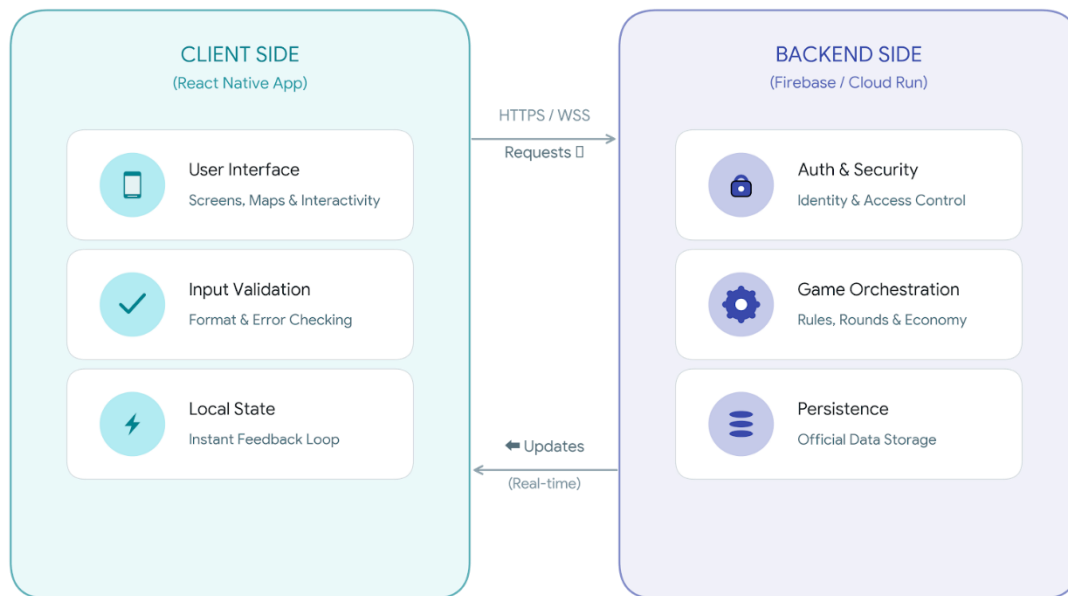 CLIENT SIDE
(React Native App)
User Interface
Screens, Maps & Interactivity
Input Validation
Format & Error Checking
Local State
Instant Feedback Loop
HTTPS / WSS
Requests
⬅ Updates
(Real-time)
BACKEND SIDE
(Firebase / Cloud Run)
Auth & Security
Identity & Access Control
Game Orchestration
Rules, Rounds & Economy
Persistence
Official Data Storage